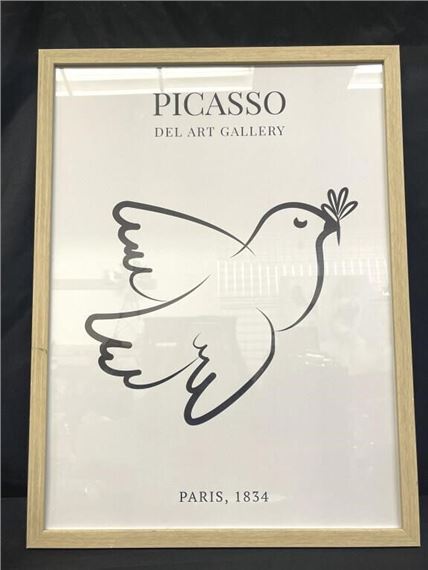 PICASSO
DEL ART GALLERY
PARIS, 1834